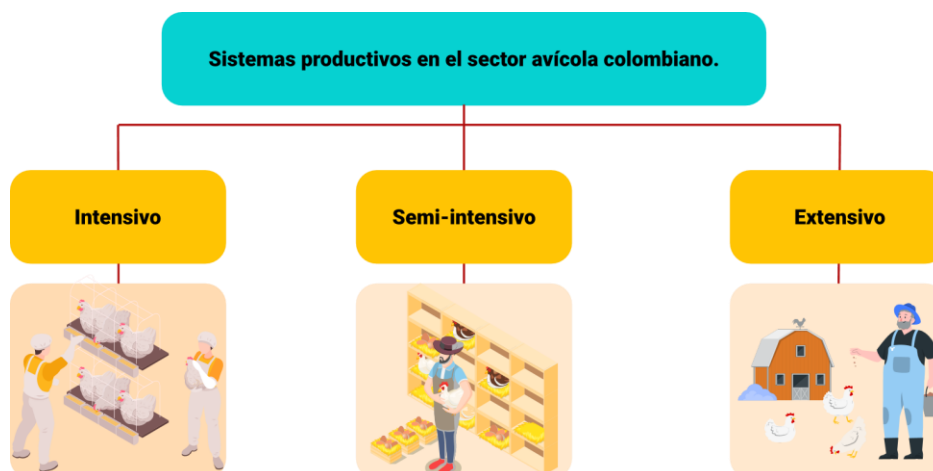 Sistemas productivos en el sector avícola colombiano.
Intensivo
Semi-intensivo
Extensivo